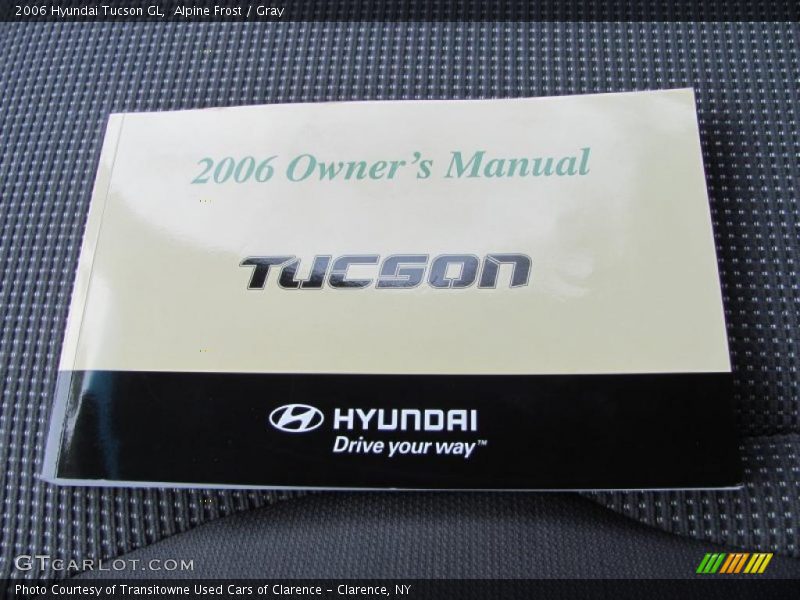 2006 Hyundai Tucson GL,  Alpine Frost / Gray
2006 Owner's Manual
TUCSON
HYUNDAI
Drive your way™
GTCARLOT.COM
Photo Courtesy of Transitowne Used Cars of Clarence - Clarence, NY